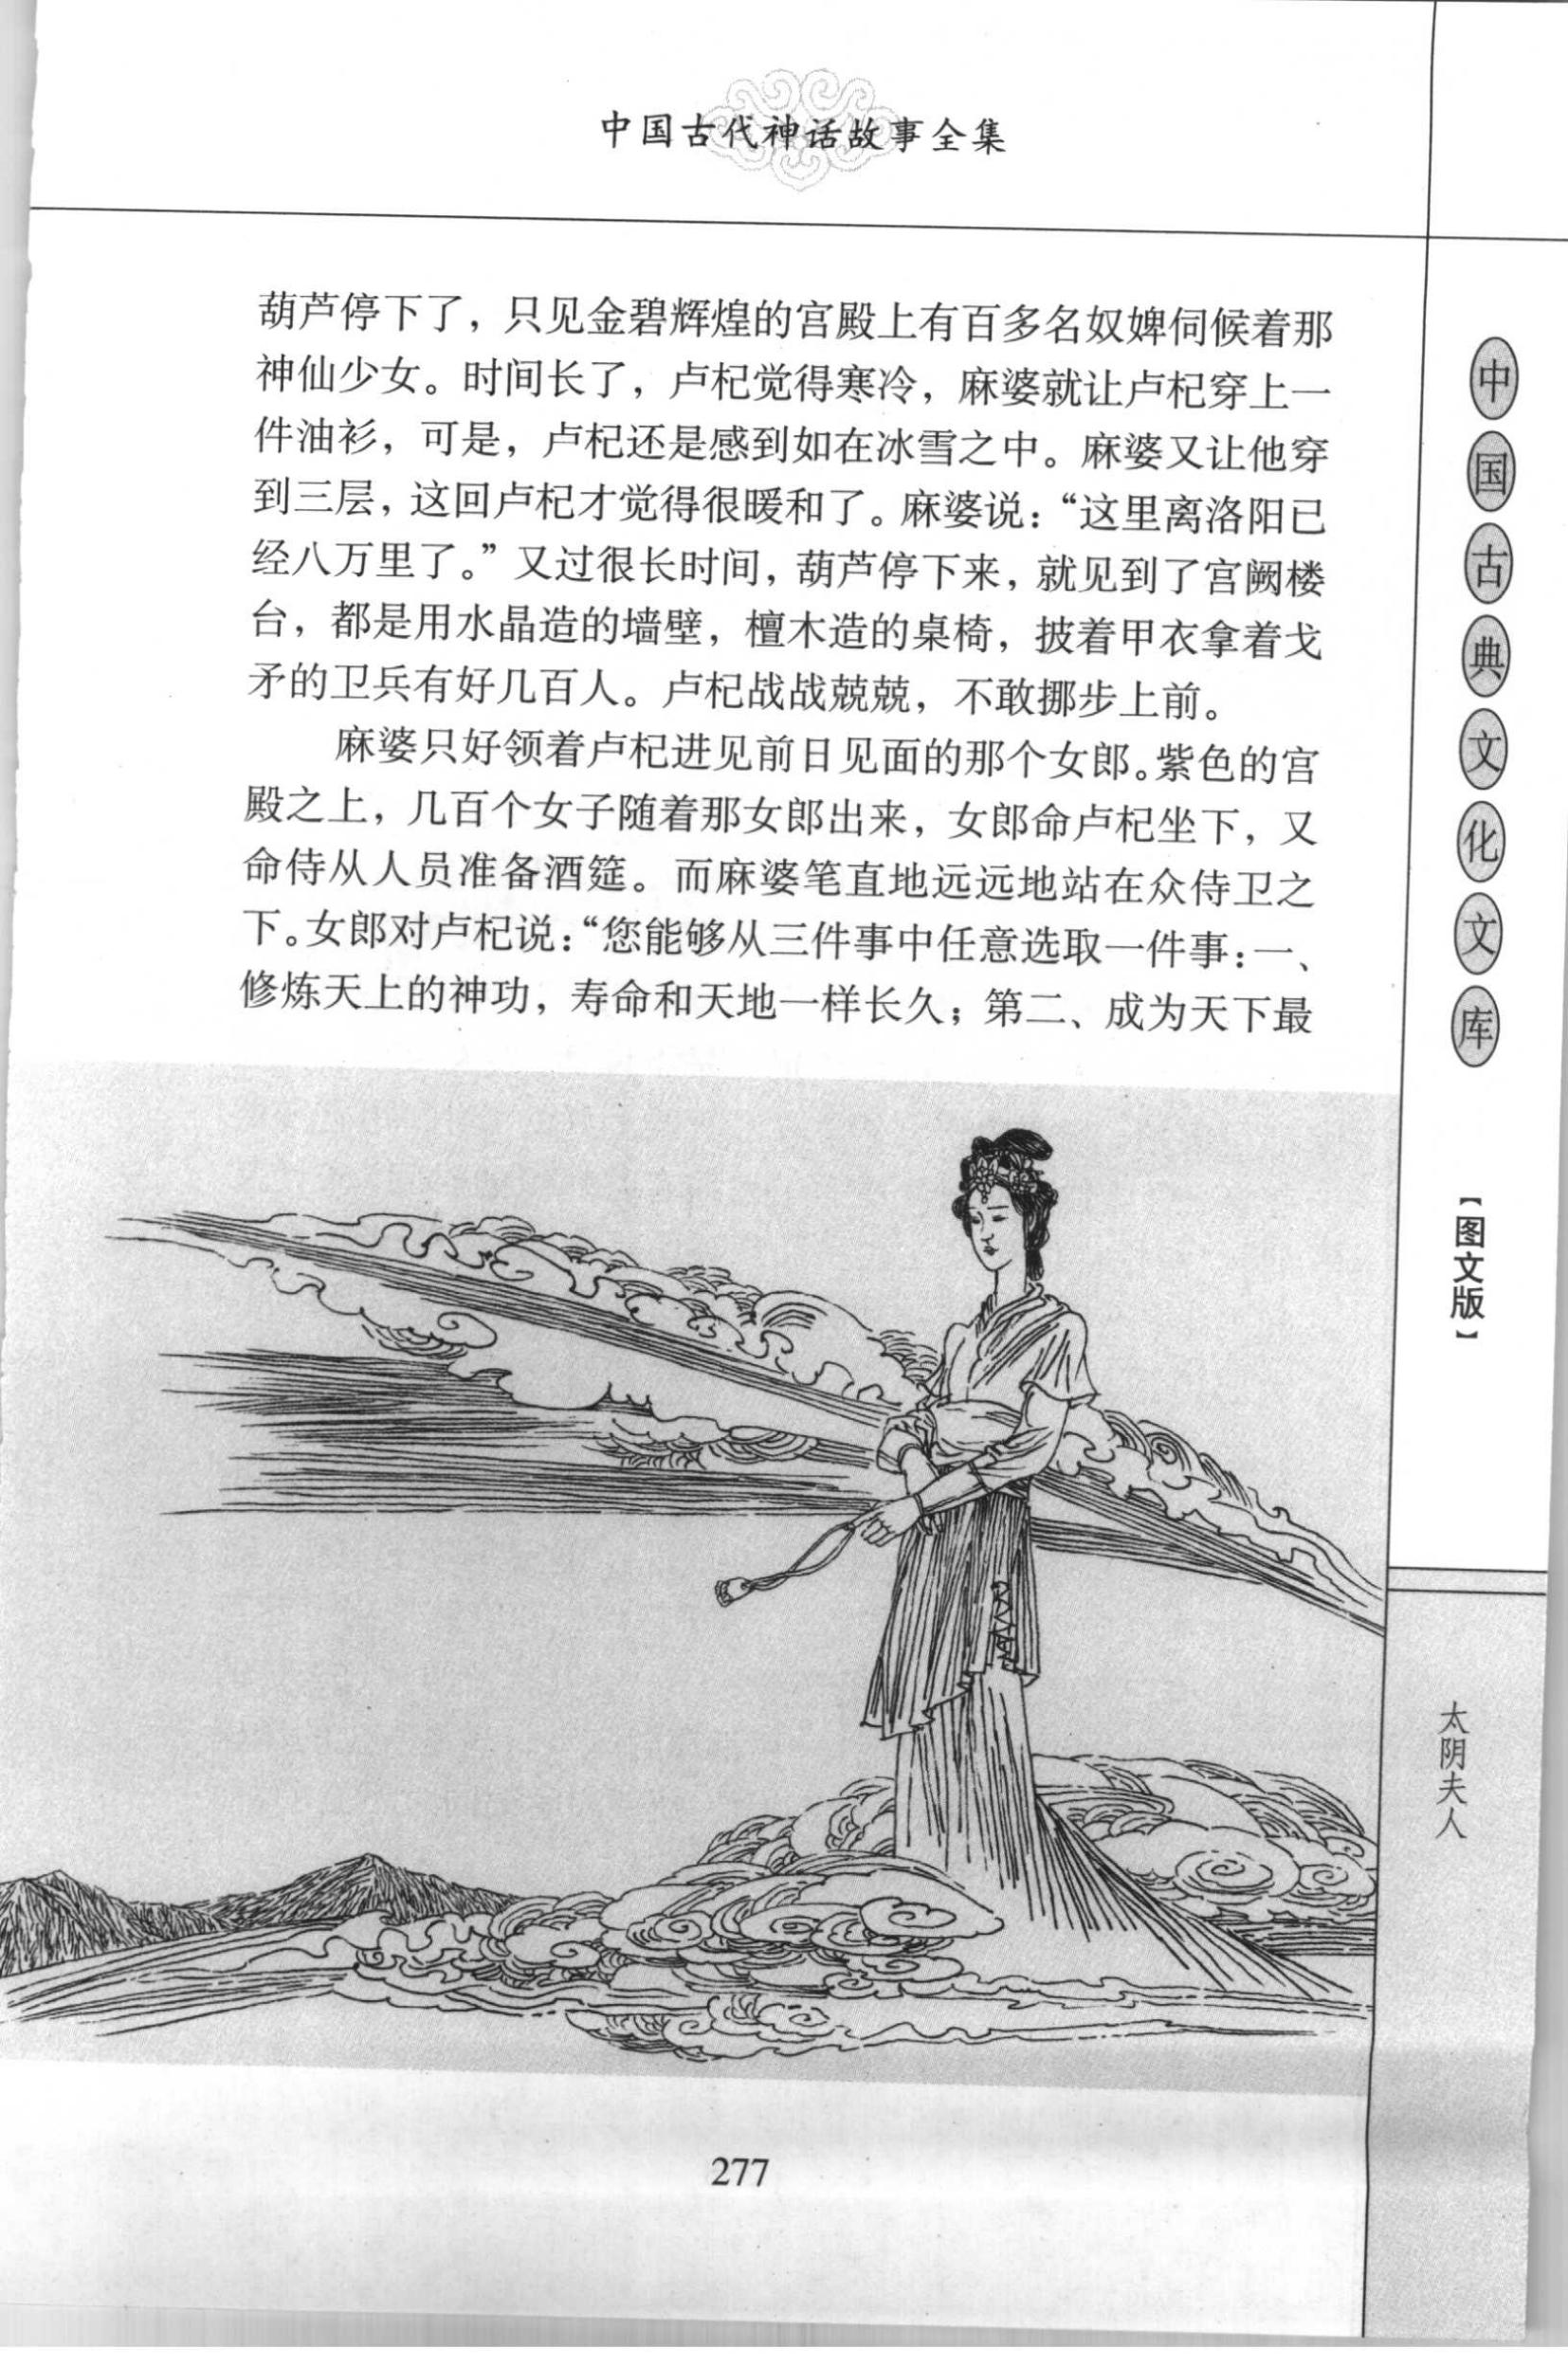 中国古代神话故事全集
葫芦停下了，只见金碧辉煌的宫殿上有百多名奴婢伺候着那
神仙少女。时间长了，卢杞觉得寒冷，麻婆就让卢杞穿上一
件油衫，可是，卢杞还是感到如在冰雪之中。麻婆又让他穿
到三层，这回卢杞才觉得很暖和了。麻婆说：“这里离洛阳已
经八万里了。”又过很长时间，葫芦停下来，就见到了宫阙楼
台，都是用水晶造的墙壁，檀木造的桌椅，披着甲衣拿着戈
矛的卫兵有好几百人。卢杞战战兢兢，不敢挪步上前。
麻婆只好领着卢杞进见前日见面的那个女郎。紫色的宫
殿之上，几百个女子随着那女郎出来，女郎命卢杞坐下，又
命侍从人员准备酒筵。而麻婆笔直地远远地站在众侍卫之
下。女郎对卢杞说：“您能够从三件事中任意选取一件事：一、
修炼天上的神功，寿命和天地一样长久；第二、成为天下最
中国古典文化文库
【图文版】
太阴夫人
277